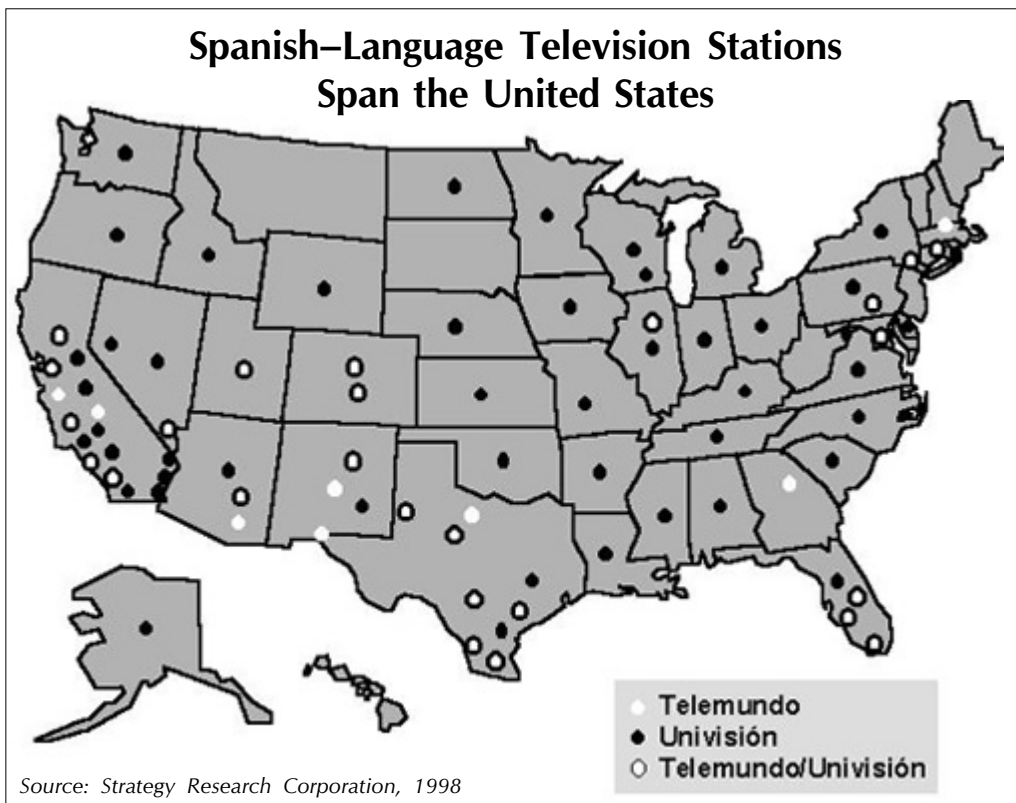 Spanish–Language Television Stations
Span the United States
Telemundo
Univisión
Telemundo/Univisión
Source: Strategy Research Corporation, 1998